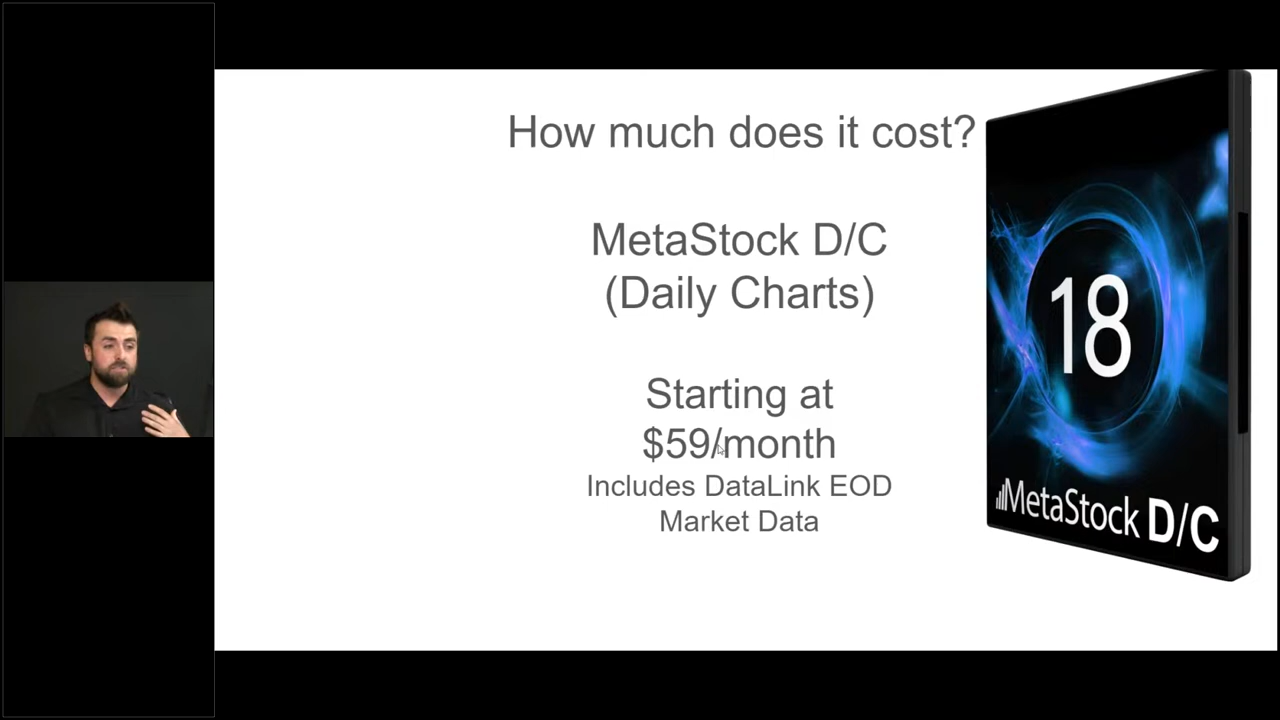 How much does it cost?
MetaStock D/C
(Daily Charts)
Starting at
$59/month
Includes DataLink EOD
Market Data
18
MetaStock D/C